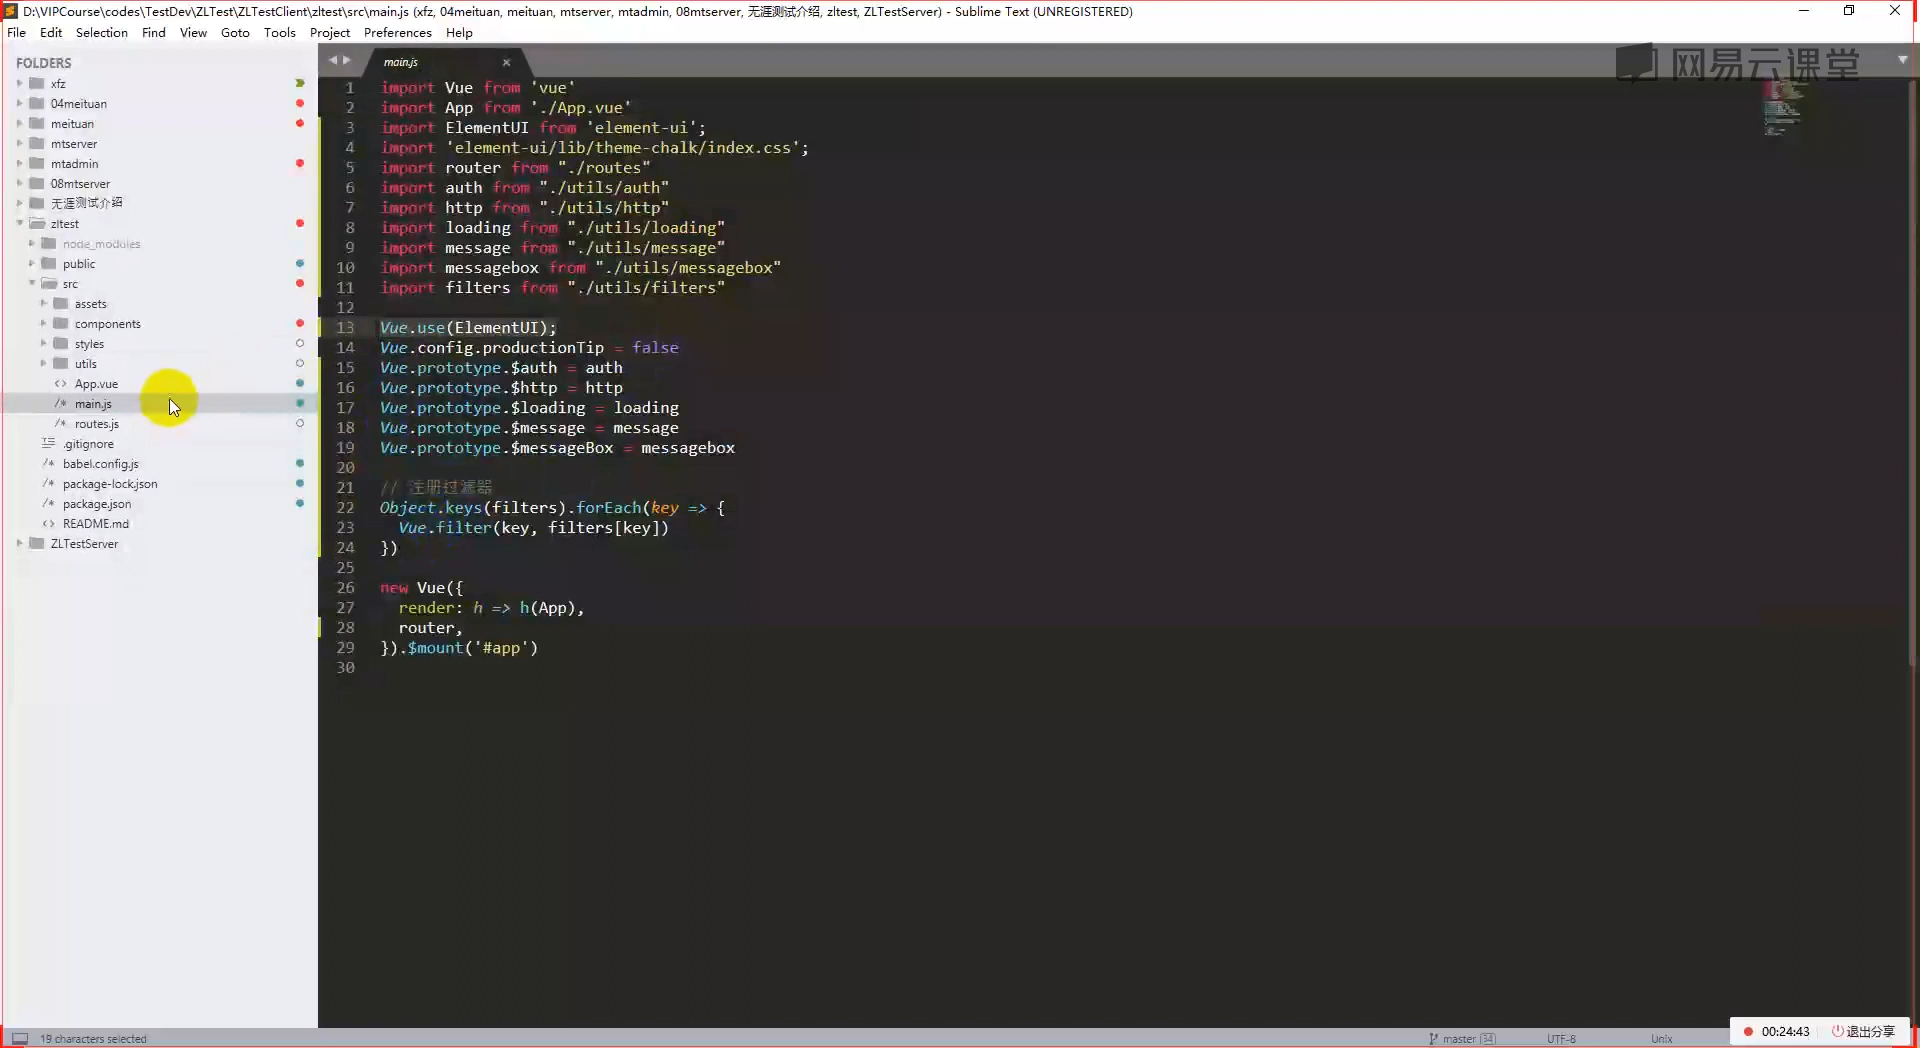 D:\VIPCourse\codes\TestDev\ZLTest\ZLTestClient\zltest\src\main.js (xfz, 04meituan, meituan, mtserver, mtadmin, 08mtserver, 无涯测试介绍, zltest, ZLTestServer) - Sublime Text (UNREGISTERED)
File Edit Selection Find View Goto Tools Project Preferences Help
网易云课堂
FOLDERS
xfz
04meituan
meituan
mtserver
mtadmin
08mtserver
无涯测试介绍
zltest
node_modules
public
src
assets
components
styles
utils
<> App.vue
/* main.js
/* routes.js
.gitignore
/* babel.config.js
/* package-lock.json
/* package.json
<> README.md
ZLTestServer
main.js
1 import Vue from 'vue'
2 import App from './App.vue'
3 import ElementUI from 'element-ui';
4 import 'element-ui/lib/theme-chalk/index.css';
5 import router from "./routes"
6 import auth from "./utils/auth"
7 import http from "./utils/http"
8 import loading from "./utils/loading"
9 import message from "./utils/message"
10 import messagebox from "./utils/messagebox"
11 import filters from "./utils/filters"
12
13 Vue.use(ElementUI);
14 Vue.config.productionTip = false
15 Vue.prototype.$auth = auth
16 Vue.prototype.$http = http
17 Vue.prototype.$loading = loading
18 Vue.prototype.$message = message
19 Vue.prototype.$messageBox = messagebox
20
21 // 注册过滤器
22 Object.keys(filters).forEach(key => {
23   Vue.filter(key, filters[key])
24 })
25
26 new Vue({
27   render: h => h(App),
28   router,
29 }).$mount('#app')
30
19 characters selected
master 34
UTF-8
Unix
00:24:43
退出分享